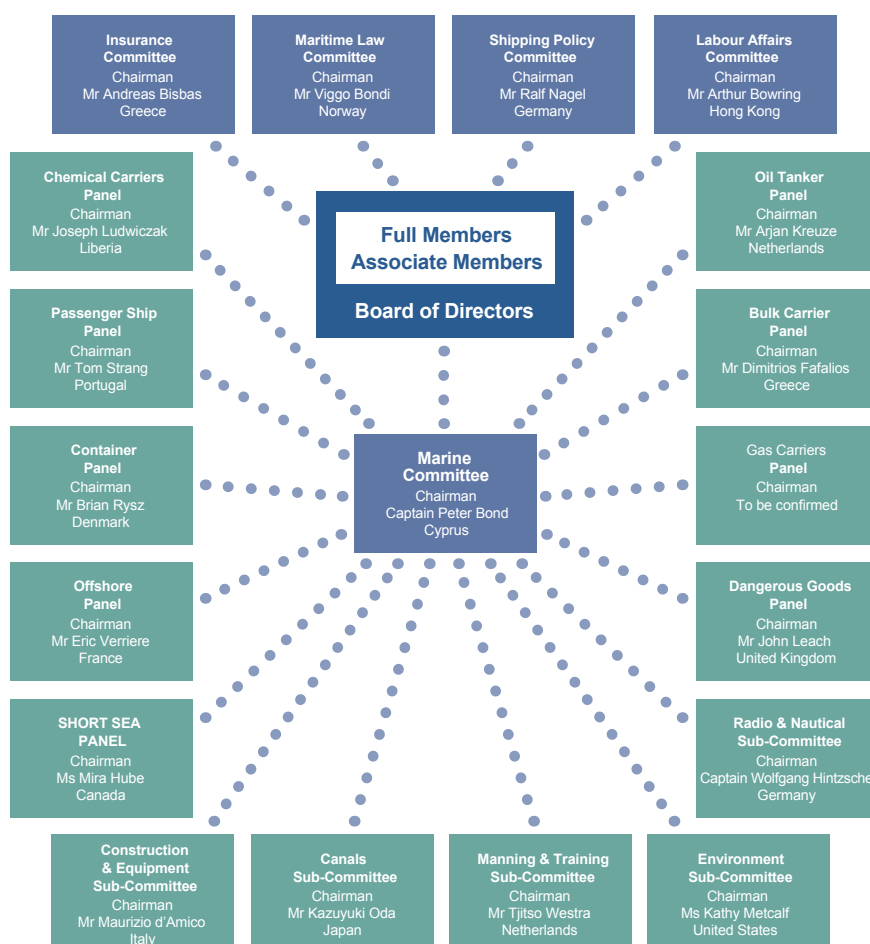 Insurance
Committee
Chairman
Mr Andreas Bisbas
Greece
Maritime Law
Committee
Chairman
Mr Viggo Bondi
Norway
Shipping Policy
Committee
Chairman
Mr Ralf Nagel
Germany
Labour Affairs
Committee
Chairman
Mr Arthur Bowring
Hong Kong
Chemical Carriers
Panel
Chairman
Mr Joseph Ludwiczak
Liberia
Full Members
Associate Members
Board of Directors
Oil Tanker
Panel
Chairman
Mr Arjan Kreuze
Netherlands
Passenger Ship
Panel
Chairman
Mr Tom Strang
Portugal
Bulk Carrier
Panel
Chairman
Mr Dimitrios Fafalios
Greece
Container
Panel
Chairman
Mr Brian Rysz
Denmark
Marine
Committee
Chairman
Captain Peter Bond
Cyprus
Gas Carriers
Panel
Chairman
To be confirmed
Offshore
Panel
Chairman
Mr Eric Verriere
France
Dangerous Goods
Panel
Chairman
Mr John Leach
United Kingdom
SHORT SEA
PANEL
Chairman
Ms Mira Hube
Canada
Radio & Nautical
Sub-Committee
Chairman
Captain Wolfgang Hintzsche
Germany
Construction
& Equipment
Sub-Committee
Chairman
Mr Maurizio d’Amico
Italy
Canals
Sub-Committee
Chairman
Mr Kazuyuki Oda
Japan
Manning & Training
Sub-Committee
Chairman
Mr Tjitso Westra
Netherlands
Environment
Sub-Committee
Chairman
Ms Kathy Metcalf
United States